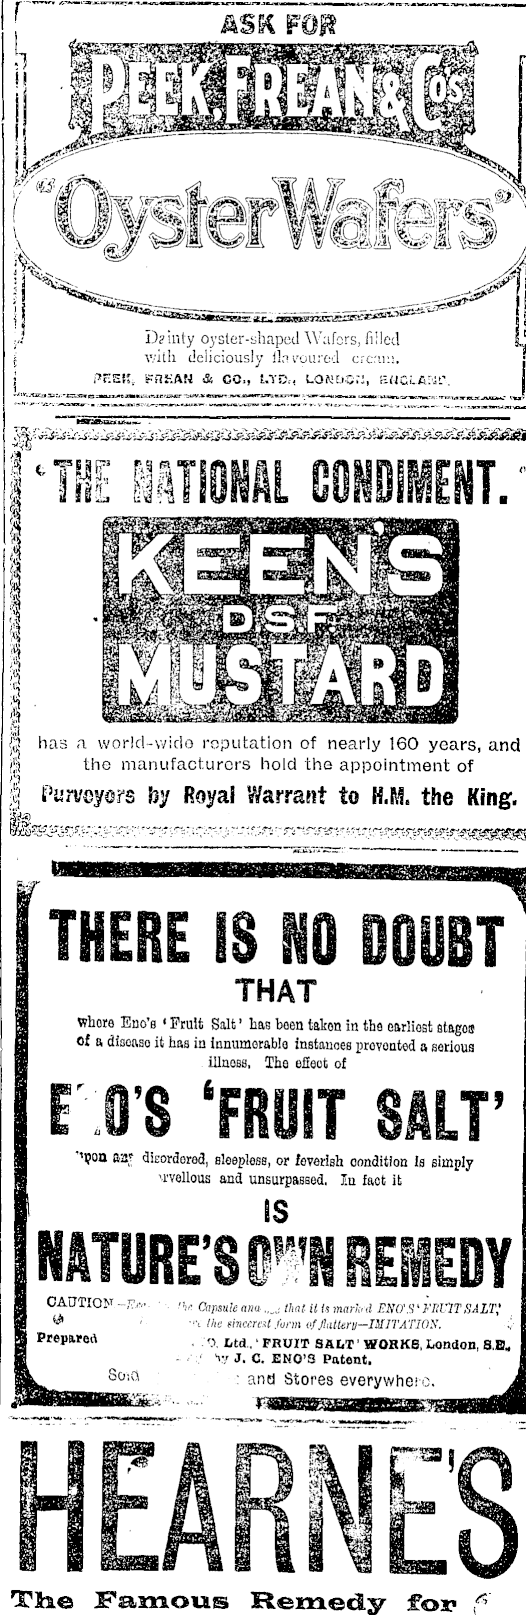 ASK FOR
PEEK, FREAN & Co's
"Oyster Wafers"
Dainty oyster-shaped Wafers, filled
with deliciously flavoured cream.
PEEK, FREAN & CO., LTD., LONDON, ENGLAND.
"THE NATIONAL CONDIMENT."
KEEN'S
D.S.F.
MUSTARD
has a world-wide reputation of nearly 160 years, and
the manufacturers hold the appointment of
Purveyors by Royal Warrant to H.M. the King.
THERE IS NO DOUBT
THAT
where Eno's 'Fruit Salt' has been taken in the earliest stages
of a disease it has in innumerable instances prevented a serious
illness. The effect of
ENO'S 'FRUIT SALT'
upon any disordered, sleepless, or feverish condition is simply
and unsurpassed. In fact it
IS
NATURE'S OWN REMEDY
CAUTION— the Capsule and that it is marked ENO'S 'FRUIT SALT,'
the sincerest form of flattery—IMITATION.
Prepared Ltd., 'FRUIT SALT' WORKS, London, S.E.,
by J. C. ENO'S Patent.
Sold and Stores everywhere.
HEARNE'S
The Famous Remedy for